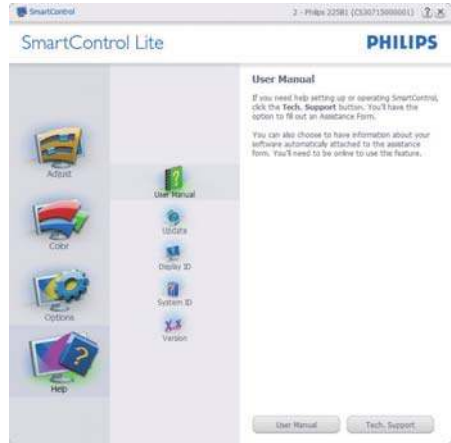 SmartControl
2 - Philips 225B1 (CS30715000001)
SmartControl Lite
PHILIPS
Adjust
Color
Options
Help
User Manual
Update
Display ID
System ID
Version
User Manual
If you need help setting up or operating SmartControl,
click the Tech. Support button. You'll have the
option to fill out an Assistance Form.
You can also choose to have information about your
software automatically attached to the assistance
form. You'll need to be online to use the feature.
User Manual
Tech. Support